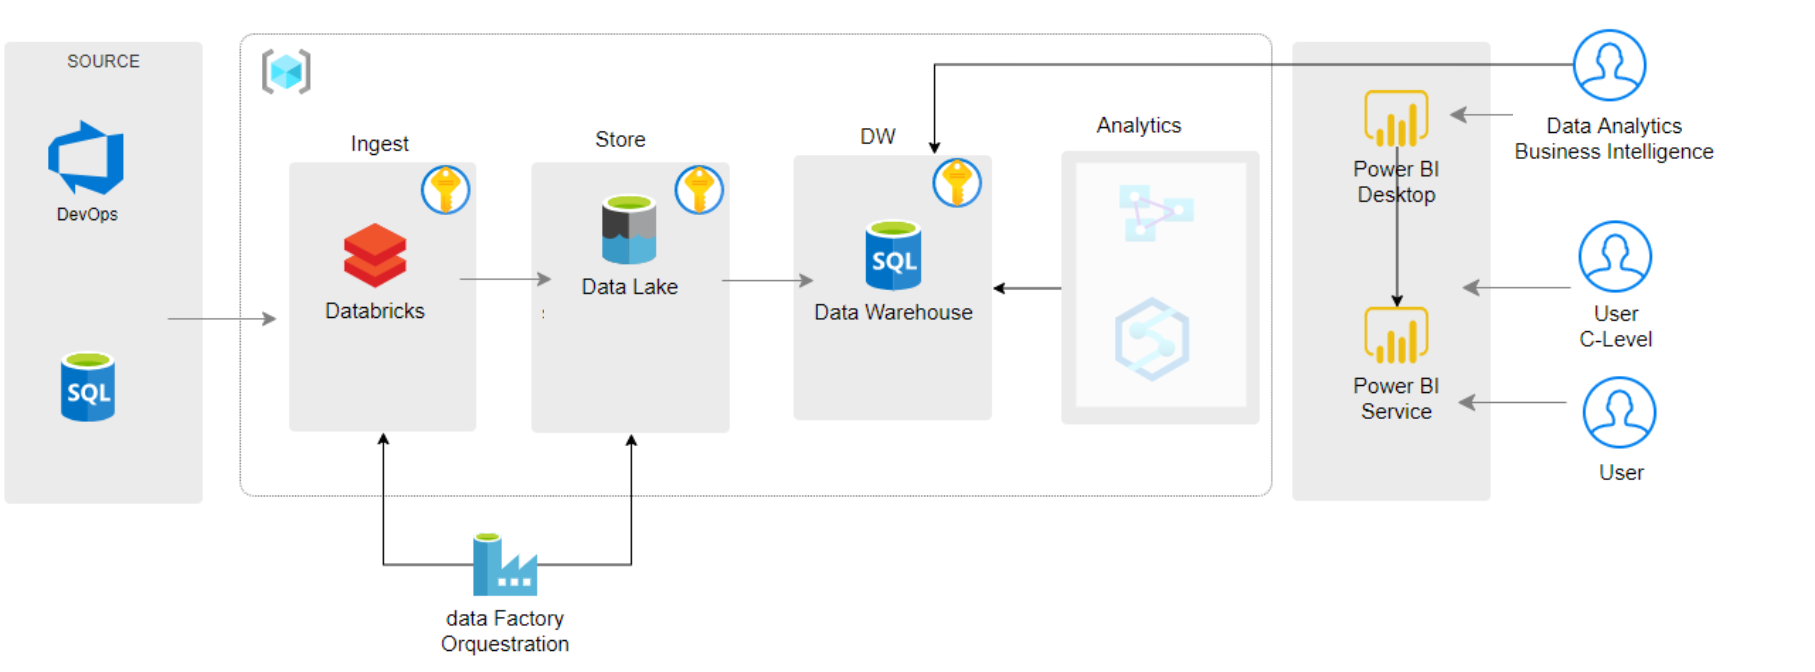 SOURCE
DevOps
SQL
Ingest
Databricks
Store
Data Lake
DW
SQL
Data Warehouse
Analytics
Power BI
Desktop
Power BI
Service
Data Analytics
Business Intelligence
User
C-Level
User
data Factory
Orquestration